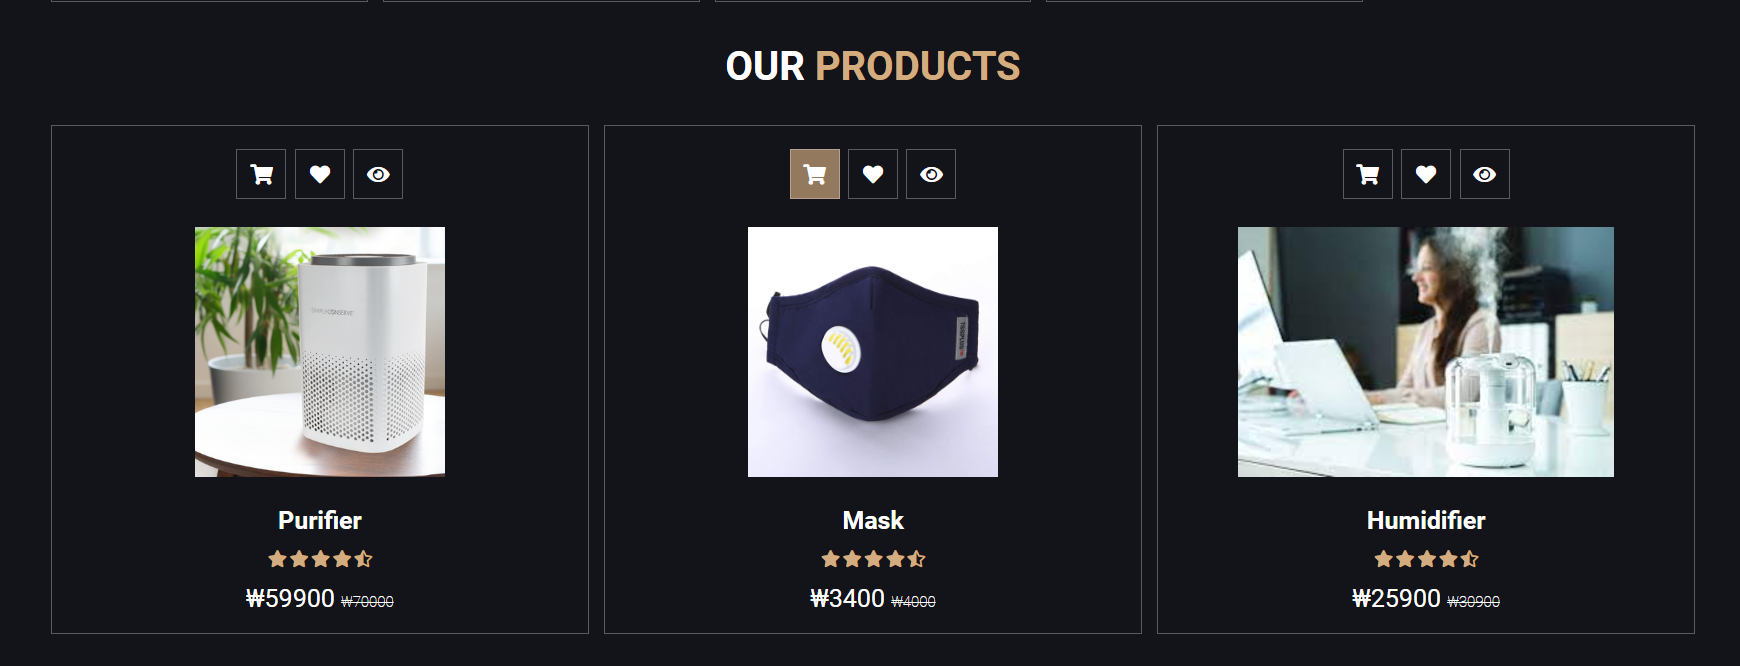 OUR PRODUCTS
Purifier
₩59900 ₩70000
Mask
₩3400 ₩4000
Humidifier
₩25900 ₩30900